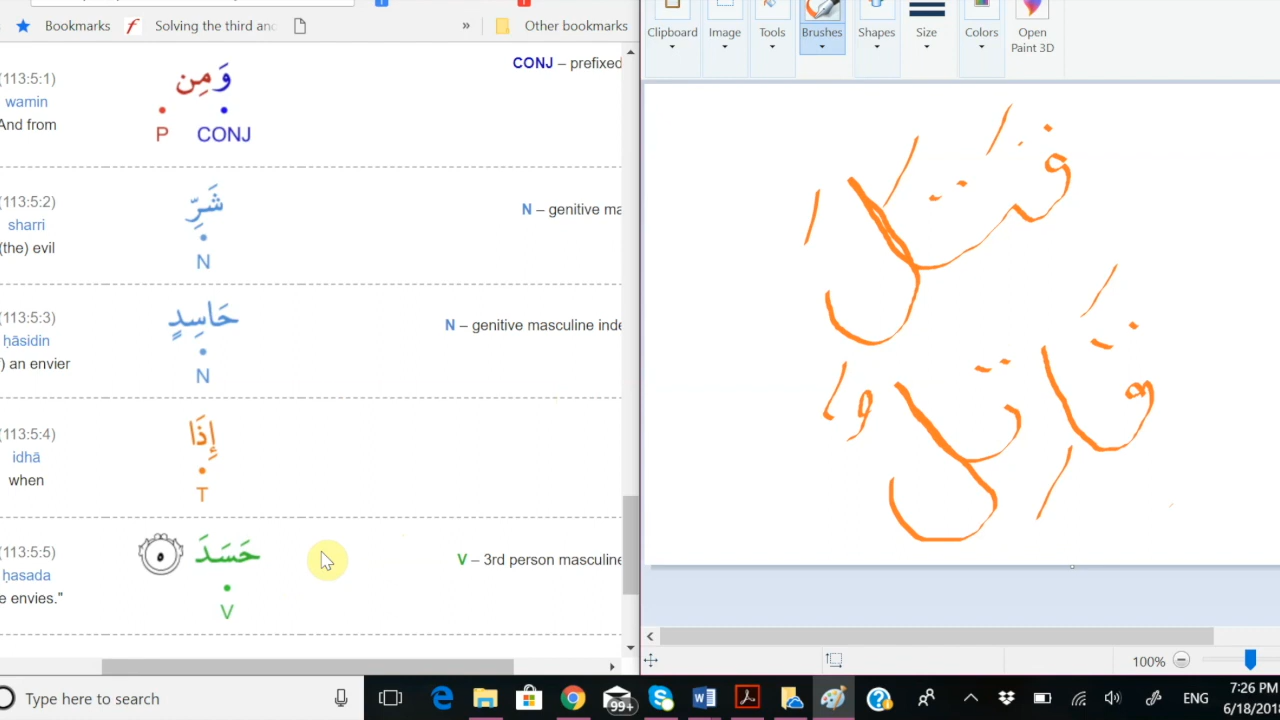 Bookmarks
Solving the third and
»
Other bookmarks
(113:5:1)
wamin
And from
وَمِن
P CONJ
CONJ – prefixed
(113:5:2)
sharri
(the) evil
شَرِّ
N
N – genitive ma
(113:5:3)
ḥāsidin
) an envier
حَاسِدٍ
N
N – genitive masculine inde
(113:5:4)
idhā
when
إِذَا
T
(113:5:5)
ḥasada
e envies."
حَسَدَ ٥
V
V – 3rd person masculine
Clipboard Image Tools Brushes Shapes Size Colors Open
Paint 3D
قَتَلَ
100%
Type here to search
99+
ENG
7:26 PM
6/18/201